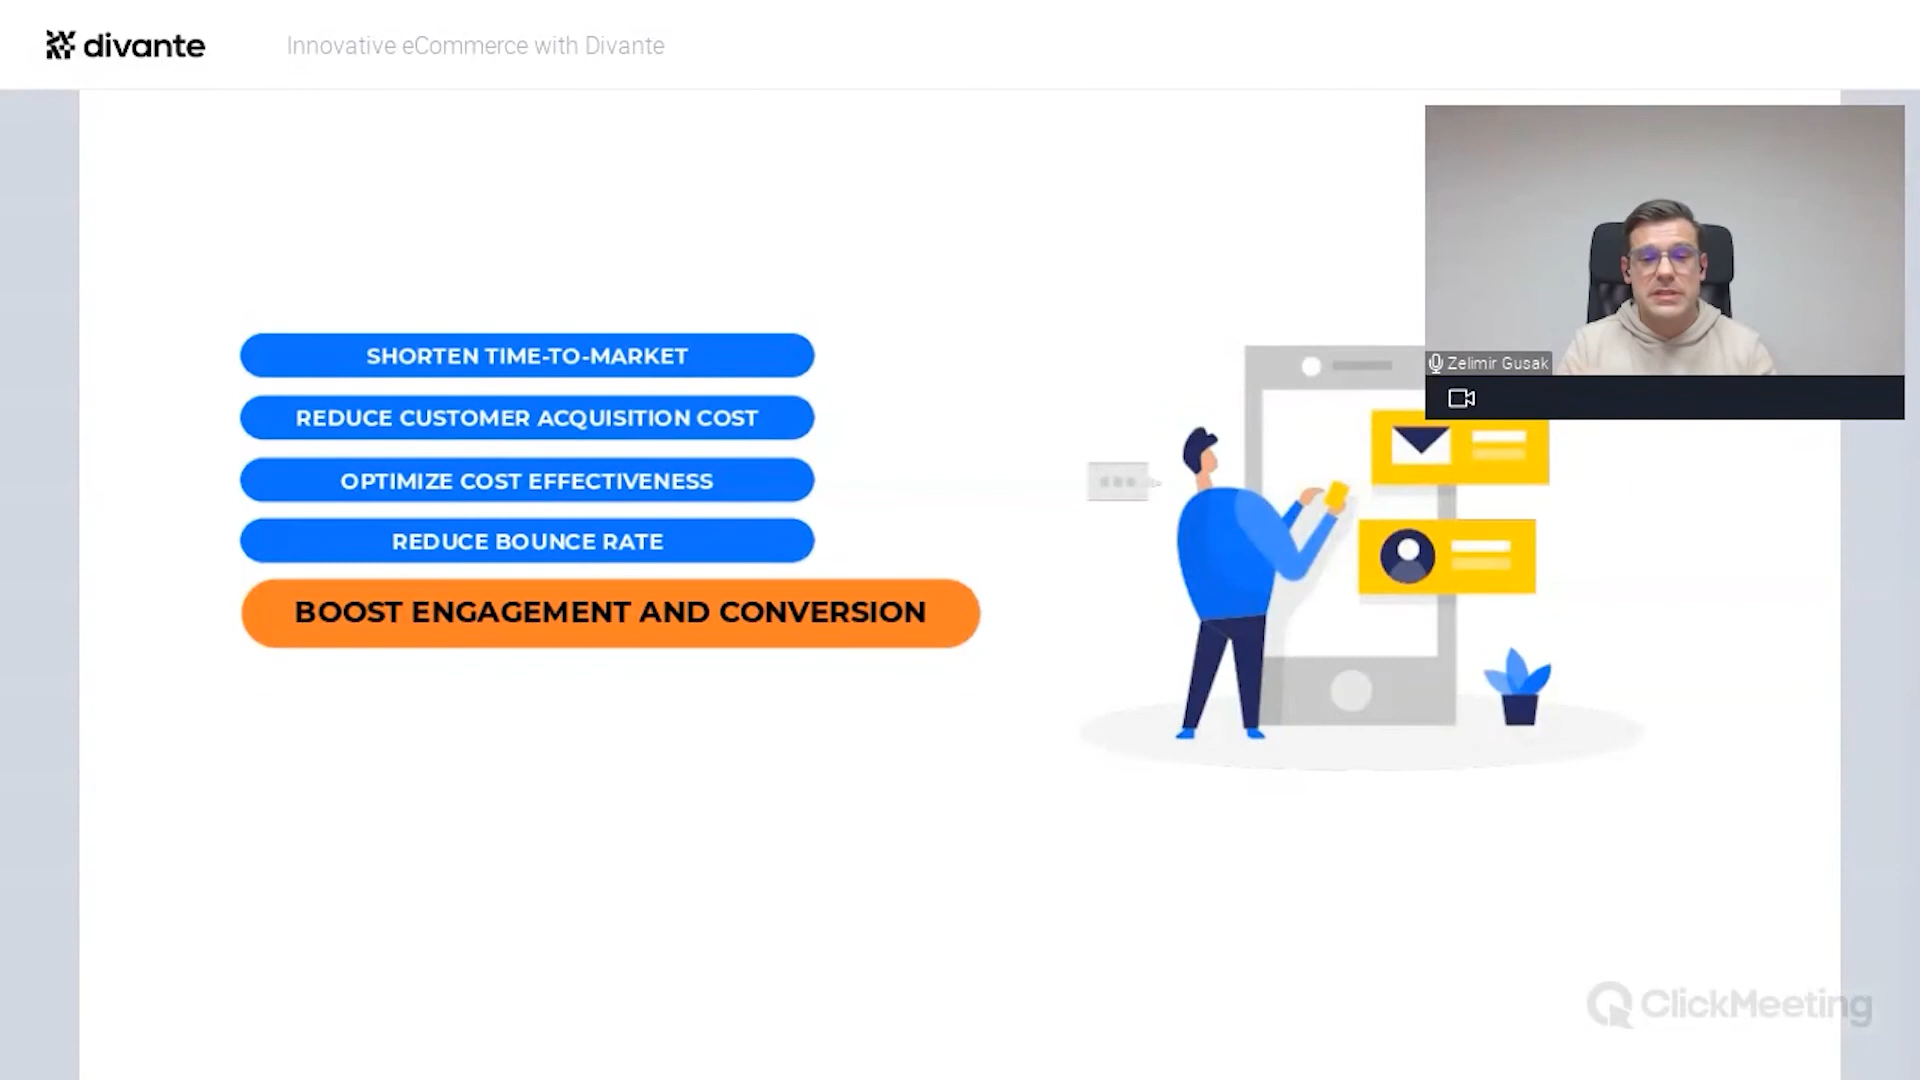 divante
Innovative eCommerce with Divante
SHORTEN TIME-TO-MARKET
REDUCE CUSTOMER ACQUISITION COST
OPTIMIZE COST EFFECTIVENESS
REDUCE BOUNCE RATE
BOOST ENGAGEMENT AND CONVERSION
Zelimir Gusak
ClickMeeting